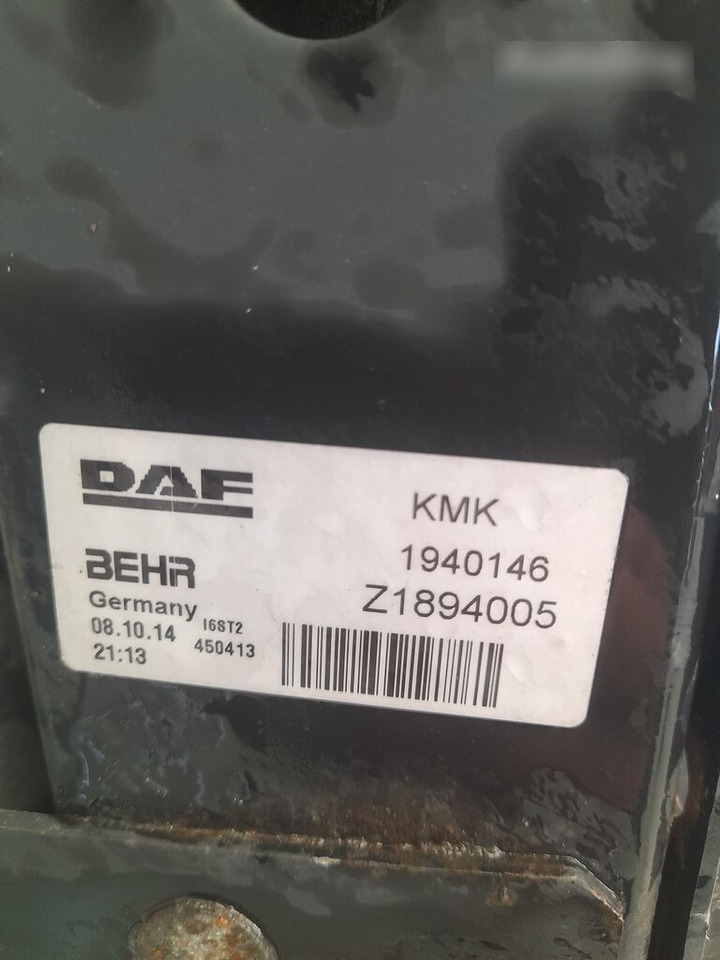 DAF
BEHR
Germany
08.10.14 I6ST2
21:13 450413
KMK
1940146
Z1894005